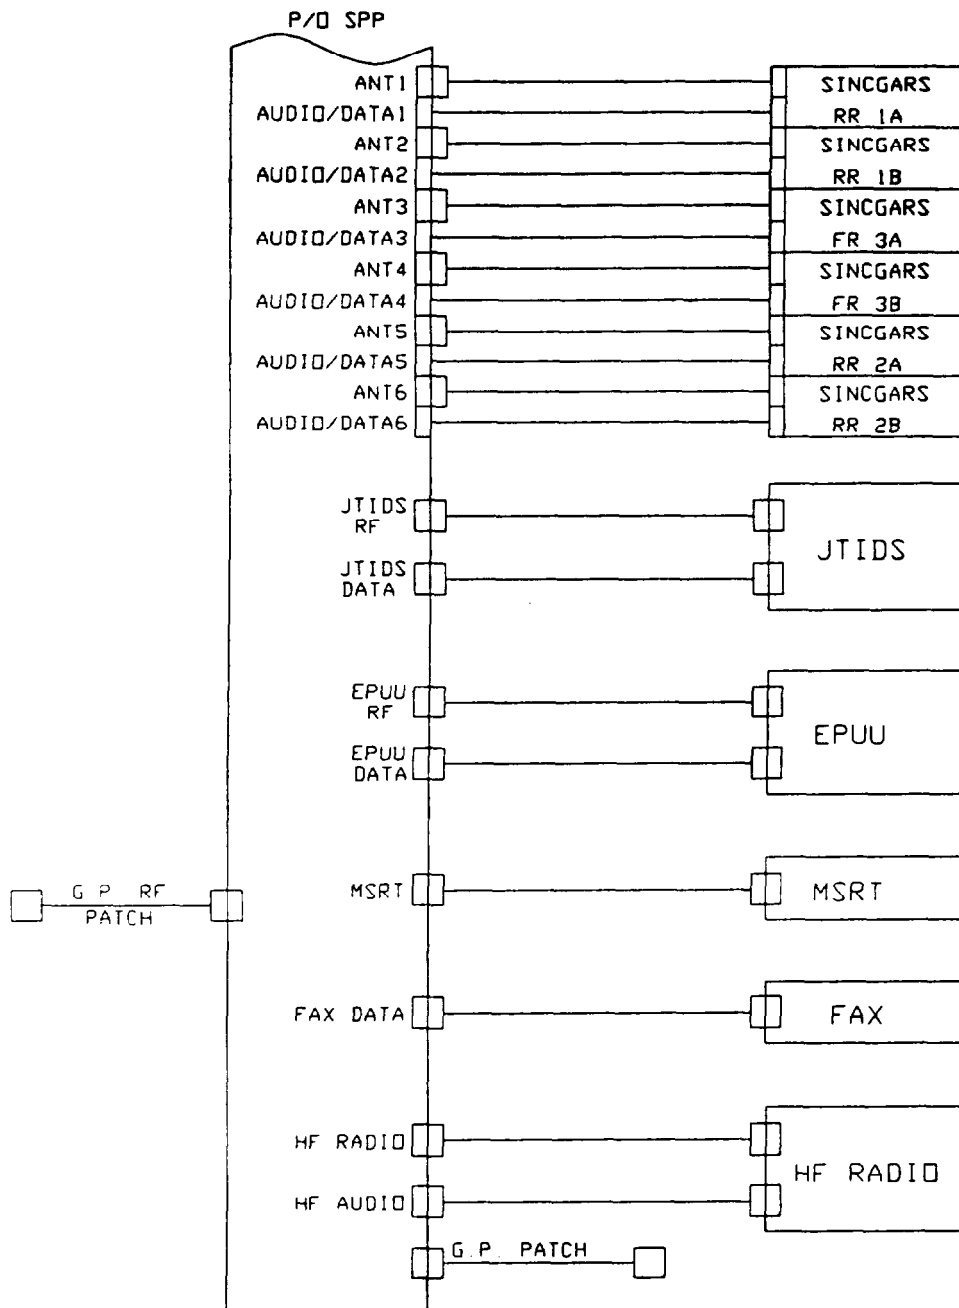 P/O SPP
ANT1
SINCGARS
AUDIO/DATA1
RR 1A
ANT2
SINCGARS
AUDIO/DATA2
RR 1B
ANT3
SINCGARS
AUDIO/DATA3
FR 3A
ANT4
SINCGARS
AUDIO/DATA4
FR 3B
ANT5
SINCGARS
AUDIO/DATA5
RR 2A
ANT6
SINCGARS
AUDIO/DATA6
RR 2B
JTIDS
RF
JTIDS
JTIDS
DATA
EPUU
RF
EPUU
EPUU
DATA
G.P. RF
PATCH
MSRT
MSRT
FAX DATA
FAX
HF RADIO
HF RADIO
HF AUDIO
G.P. PATCH